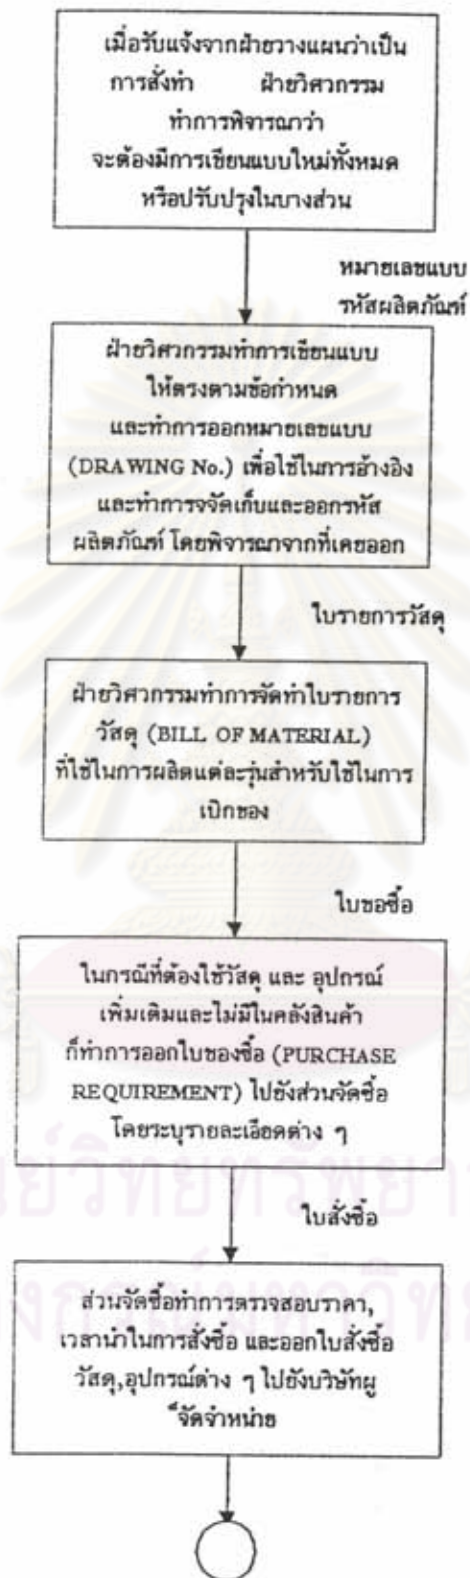 เมื่อรับแจ้งจากฝ่ายวางแผนว่าเป็น
การสั่งทำ ฝ่ายวิศวกรรม
ทำการพิจารณาว่า
จะต้องมีการเขียนแบบใหม่ทั้งหมด
หรือปรับปรุงในบางส่วน
หมายเลขแบบ
รหัสผลิตภัณฑ์
ฝ่ายวิศวกรรมทำการเขียนแบบ
ให้ตรงตามข้อกำหนด
และทำการออกหมายเลขแบบ
(DRAWING No.) เพื่อใช้ในการอ้างอิง
และทำการจจัดเก็บและออกรหัส
ผลิตภัณฑ์ โดยพิจารณาจากที่เคยออก
ใบรายการวัสดุ
ฝ่ายวิศวกรรมทำการจัดทำใบรายการ
วัสดุ (BILL OF MATERIAL)
ที่ใช้ในการผลิตแต่ละรุ่นสำหรับใช้ในการ
เบิกของ
ใบขอซื้อ
ในกรณีที่ต้องใช้วัสดุ และ อุปกรณ์
เพิ่มเติมและไม่มีในคลังสินค้า
ก็ทำการออกใบของซื้อ (PURCHASE
REQUIREMENT) ไปยังส่วนจัดซื้อ
โดยระบุรายละเอียดต่าง ๆ
ใบสั่งซื้อ
ส่วนจัดซื้อทำการตรวจสอบราคา,
เวลานำในการสั่งซื้อ และออกใบสั่งซื้อ
วัสดุ,อุปกรณ์ต่าง ๆ ไปยังบริษัทผู
้จัดจำหน่าย